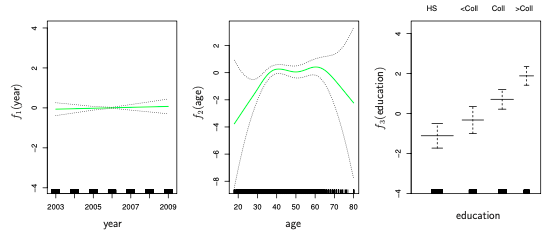 HS <Coll Coll >Coll
4
2
0
-2
-4
f₁(year)
2003 2005 2007 2009
year
2
0
-2
-4
-6
-8
f₂(age)
20 30 40 50 60 70 80
age
4
2
0
-2
-4
f₃(education)
education